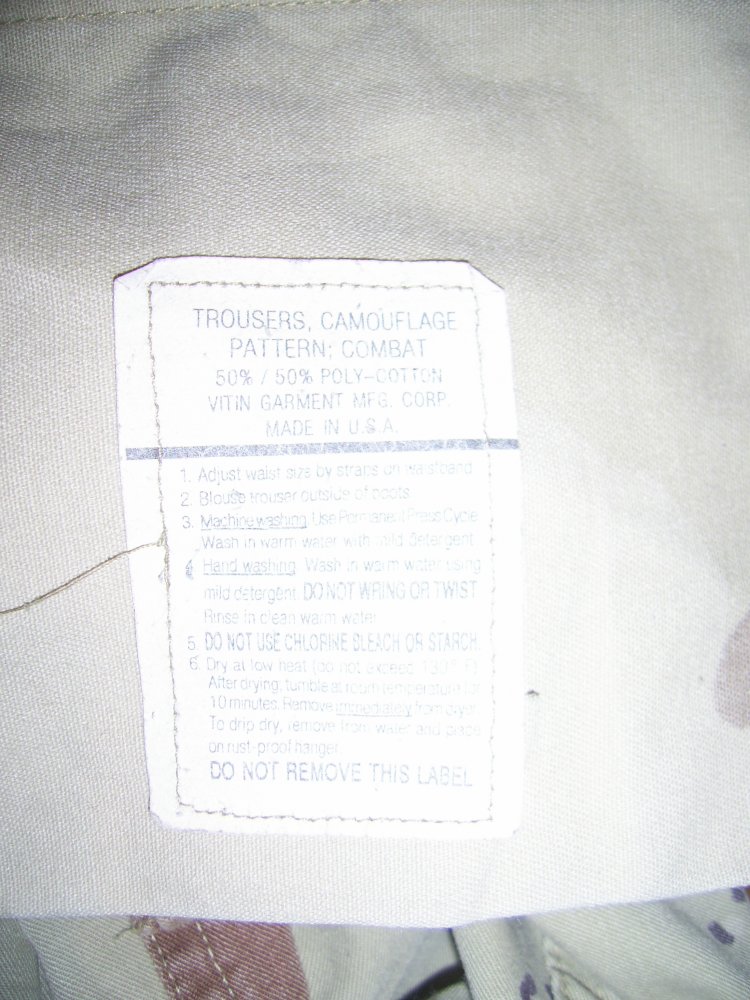 TROUSERS, CAMOUFLAGE
PATTERN: COMBAT
50% / 50% POLY-COTTON
VITIN GARMENT MFG. CORP.
MADE IN U.S.A.
1. Adjust waist size by straps on waistband
2. Blouse trouser outside of boots
3. Machine washing: Use Permanent Press Cycle
Wash in warm water with mild detergent
4. Hand washing: Wash in warm water using
mild detergent. DO NOT WRING OR TWIST
Rinse in clean warm water
5. DO NOT USE CHLORINE BLEACH OR STARCH.
6. Dry at low heat (do not exceed 130° F).
After drying, tumble at room temperature for
10 minutes. Remove immediately from dryer.
To drip dry, remove from water and place
on rust-proof hanger.
DO NOT REMOVE THIS LABEL